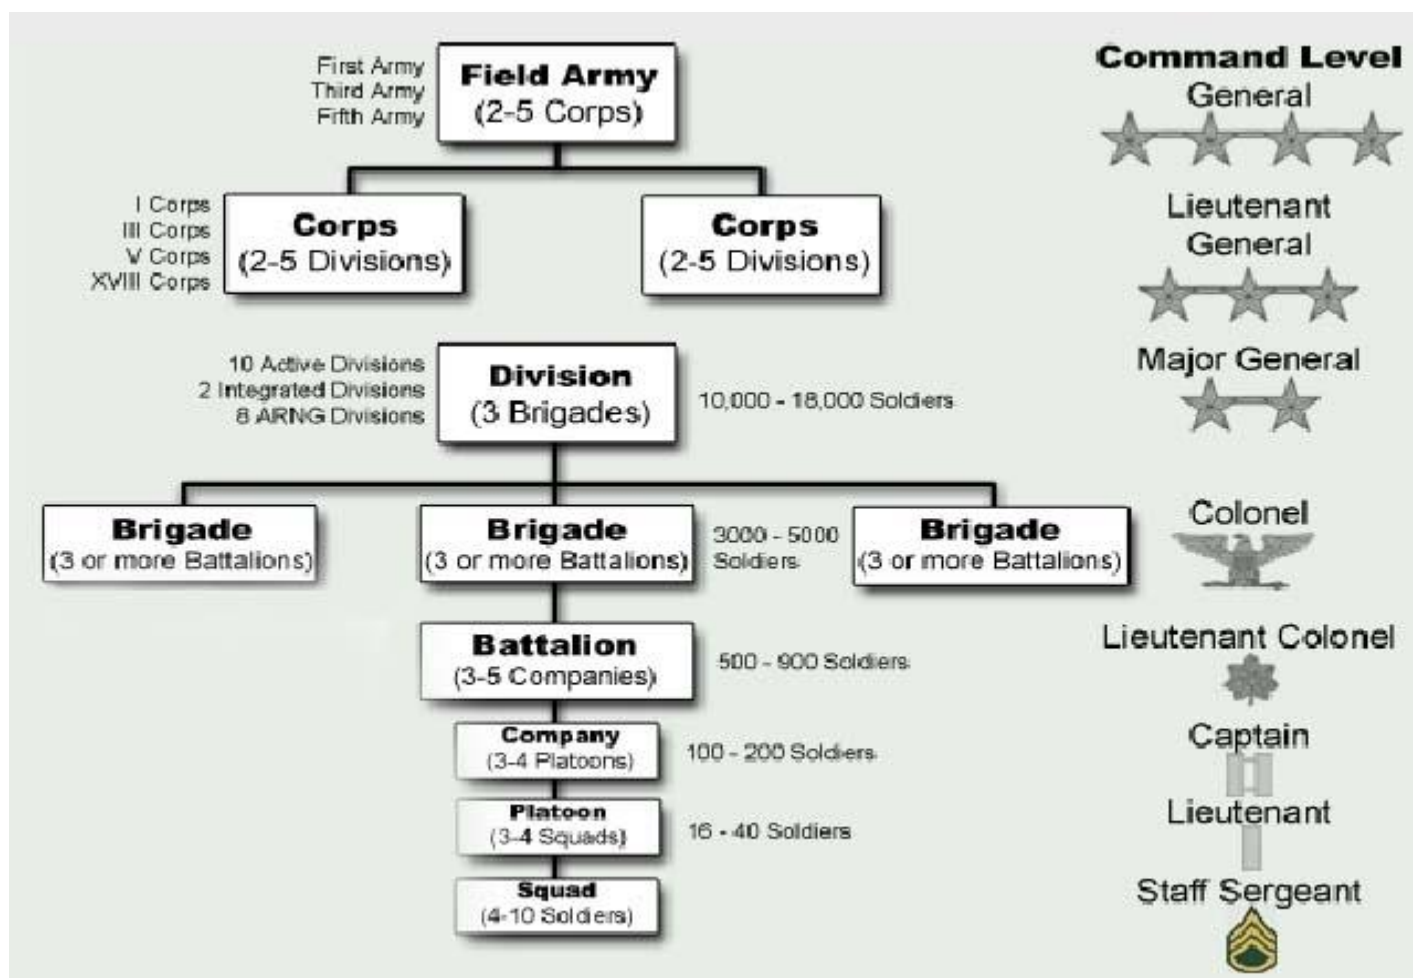 First Army
Third Army
Fifth Army
Field Army
(2-5 Corps)
Command Level
General
I Corps
III Corps
V Corps
XVIII Corps
Corps
(2-5 Divisions)
Corps
(2-5 Divisions)
Lieutenant
General
10 Active Divisions
2 Integrated Divisions
8 ARNG Divisions
Division
(3 Brigades)
10,000 - 18,000 Soldiers
Major General
Brigade
(3 or more Battalions)
Brigade
(3 or more Battalions)
3000 - 5000
Soldiers
Brigade
(3 or more Battalions)
Colonel
Battalion
(3-5 Companies)
500 - 900 Soldiers
Lieutenant Colonel
Company
(3-4 Platoons)
100 - 200 Soldiers
Captain
Platoon
(3-4 Squads)
16 - 40 Soldiers
Lieutenant
Squad
(4-10 Soldiers)
Staff Sergeant